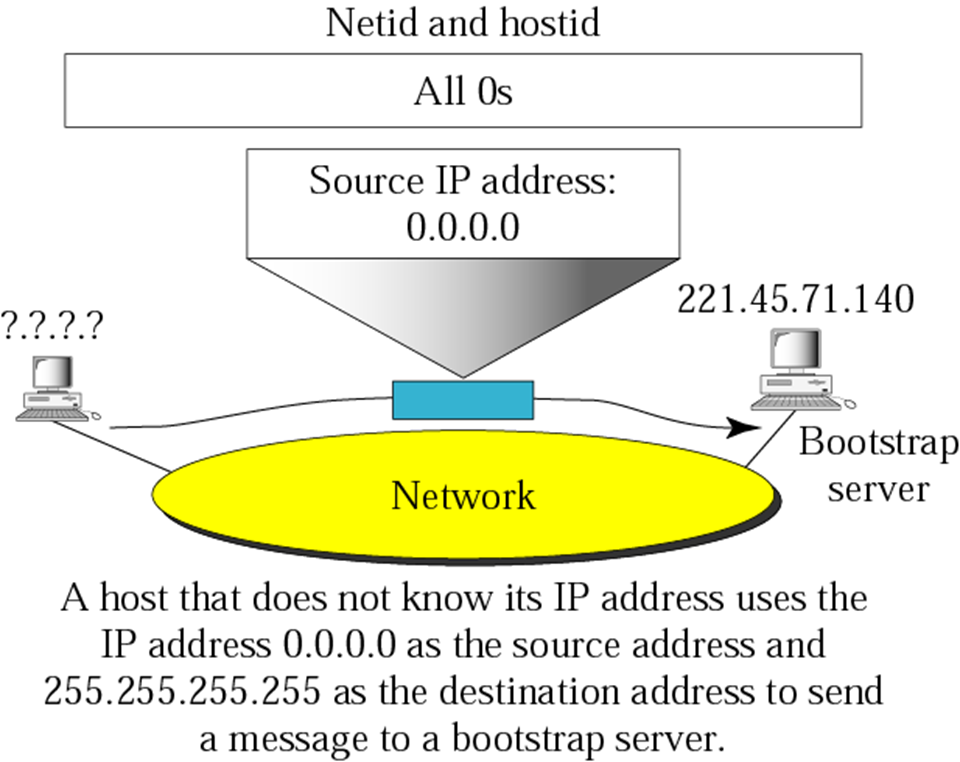 Netid and hostid
All 0s
Source IP address:
0.0.0.0
221.45.71.140
?.?.?.?
Bootstrap
server
Network
A host that does not know its IP address uses the
IP address 0.0.0.0 as the source address and
255.255.255.255 as the destination address to send
a message to a bootstrap server.